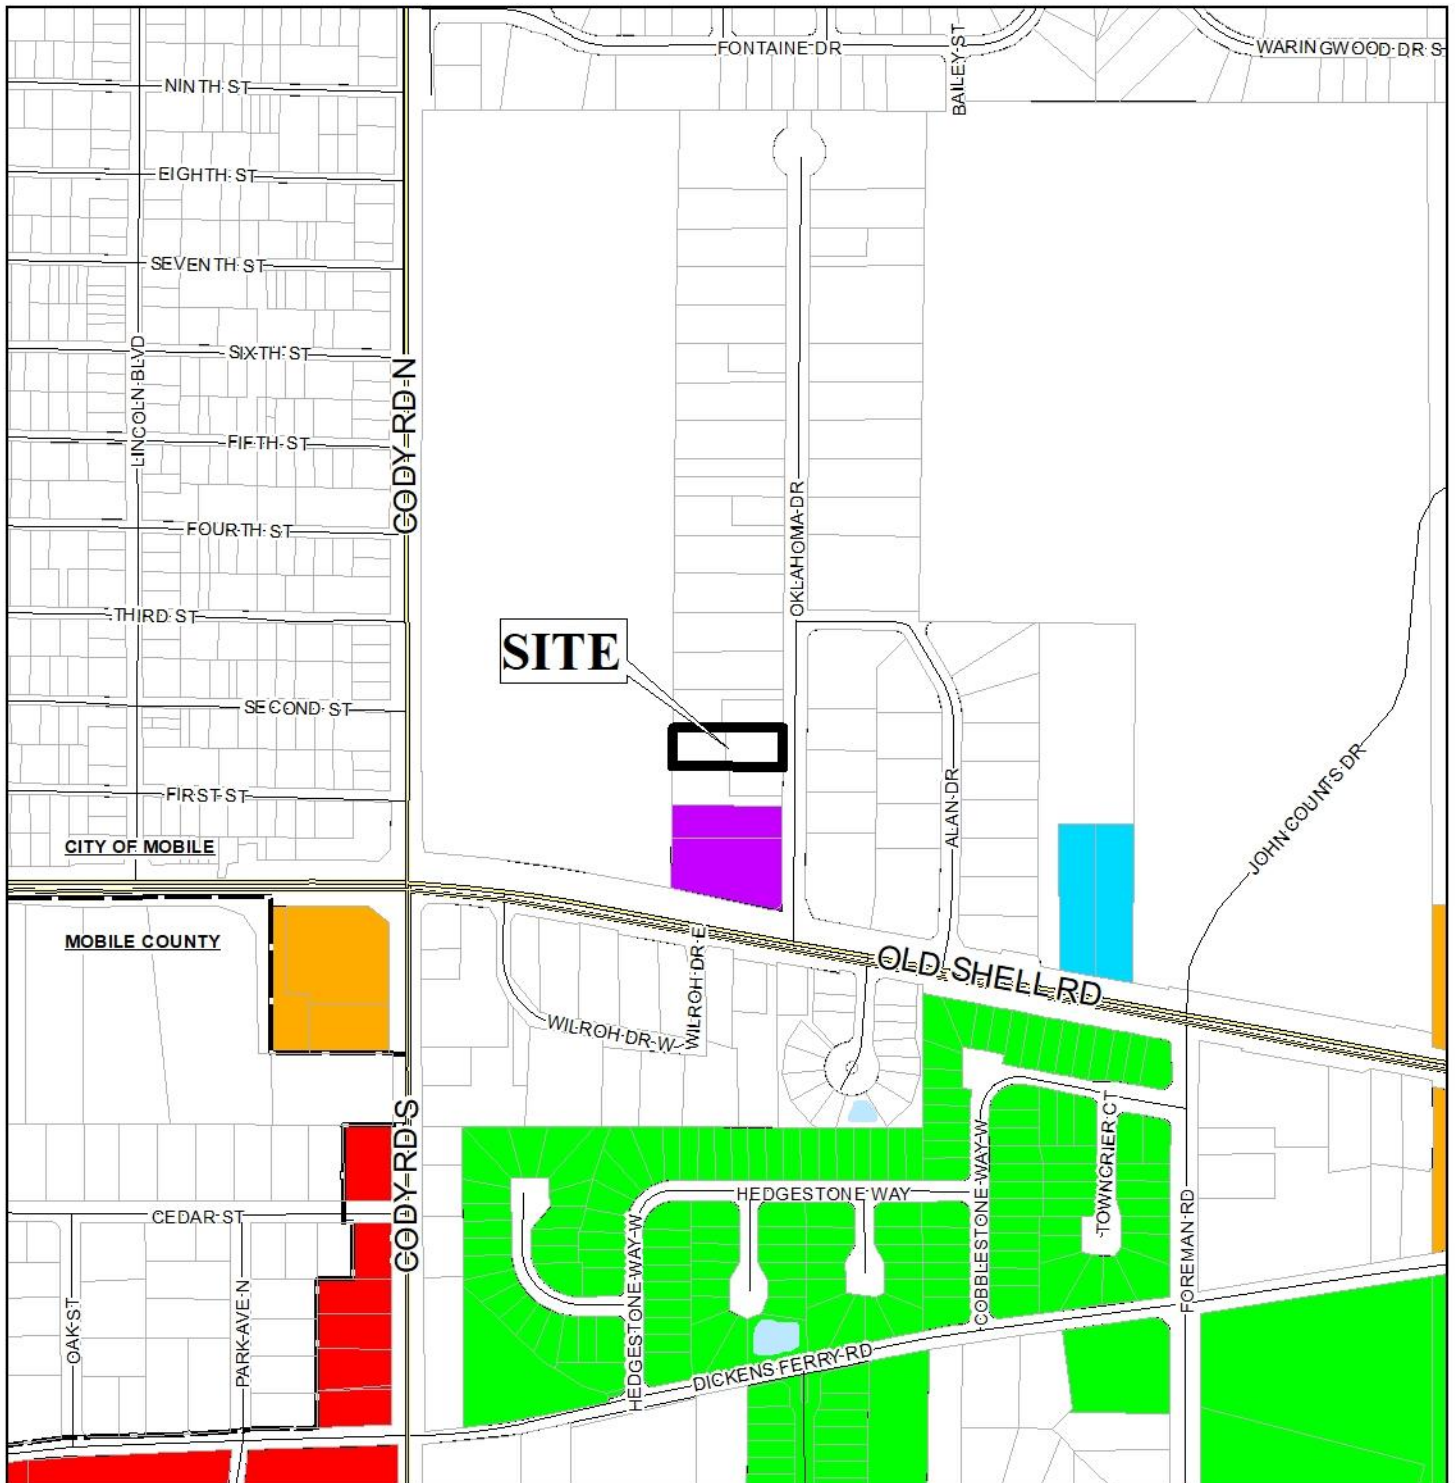 FONTAINE DR
BAILEY ST
WARINGWOOD DR S
NINTH ST
EIGHTH ST
SEVENTH ST
LINCOLN BLVD
SIXTH ST
CODY RD N
FIFTH ST
FOURTH ST
OKLAHOMA DR
THIRD ST
SITE
SECOND ST
FIRST ST
ALAN DR
JOHN COUNTS DR
CITY OF MOBILE
MOBILE COUNTY
OLD SHELL RD
WILROH DR E
WILROH DR W
CODY RD S
TOWNCRIER CT
COBBLESTONE WAY W
HEDGESTONE WAY
CEDAR ST
HEDGESTONE WAY W
FOREMAN RD
OAK ST
PARK AVE N
DICKENS FERRY RD